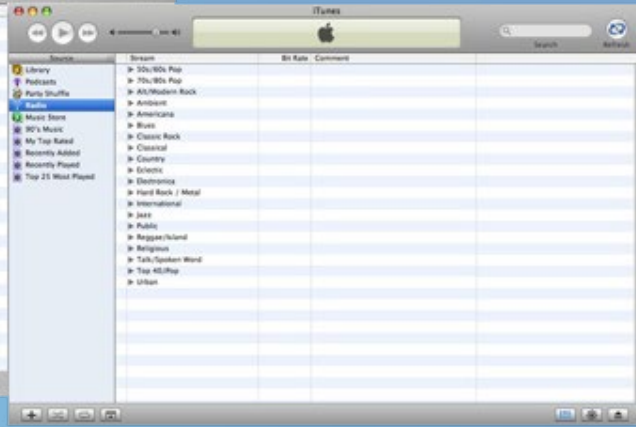 iTunes
Search
Refresh
Source
Stream
Bit Rate
Comment
Library
Podcasts
Party Shuffle
Radio
Music Store
90's Music
My Top Rated
Recently Added
Recently Played
Top 25 Most Played
50s/60s Pop
70s/80s Pop
Alt/Modern Rock
Ambient
Americana
Blues
Classic Rock
Classical
Country
Eclectic
Electronica
Hard Rock / Metal
International
Jazz
Public
Reggae/Island
Religious
Talk/Spoken Word
Top 40/Pop
Urban